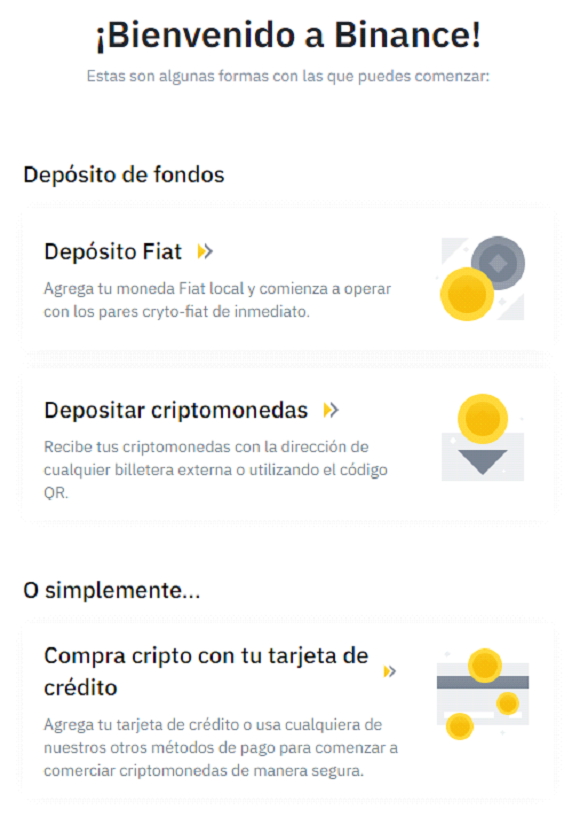 ¡Bienvenido a Binance!
Estas son algunas formas con las que puedes comenzar:
Depósito de fondos
Depósito Fiat
Agrega tu moneda Fiat local y comienza a operar
con los pares cryto-fiat de inmediato.
Depositar criptomonedas
Recibe tus criptomonedas con la dirección de
cualquier billetera externa o utilizando el código
QR.
O simplemente...
Compra cripto con tu tarjeta de
crédito
Agrega tu tarjeta de crédito o usa cualquiera de
nuestros otros métodos de pago para comenzar a
comerciar criptomonedas de manera segura.